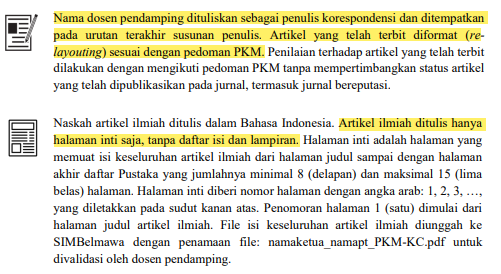 Nama dosen pendamping dituliskan sebagai penulis korespondensi dan ditempatkan
pada urutan terakhir susunan penulis. Artikel yang telah terbit diformat (re-
layouting) sesuai dengan pedoman PKM. Penilaian terhadap artikel yang telah terbit
dilakukan dengan mengikuti pedoman PKM tanpa mempertimbangkan status artikel
yang telah dipublikasikan pada jurnal, termasuk jurnal bereputasi.
Naskah artikel ilmiah ditulis dalam Bahasa Indonesia. Artikel ilmiah ditulis hanya
halaman inti saja, tanpa daftar isi dan lampiran. Halaman inti adalah halaman yang
memuat isi keseluruhan artikel ilmiah dari halaman judul sampai dengan halaman
akhir daftar Pustaka yang jumlahnya minimal 8 (delapan) dan maksimal 15 (lima
belas) halaman. Halaman inti diberi nomor halaman dengan angka arab: 1, 2, 3, ...,
yang diletakkan pada sudut kanan atas. Penomoran halaman 1 (satu) dimulai dari
halaman judul artikel ilmiah. File isi keseluruhan artikel ilmiah diunggah ke
SIMBelmawa dengan penamaan file: namaketua_namapt_PKM-KC.pdf untuk
divalidasi oleh dosen pendamping.